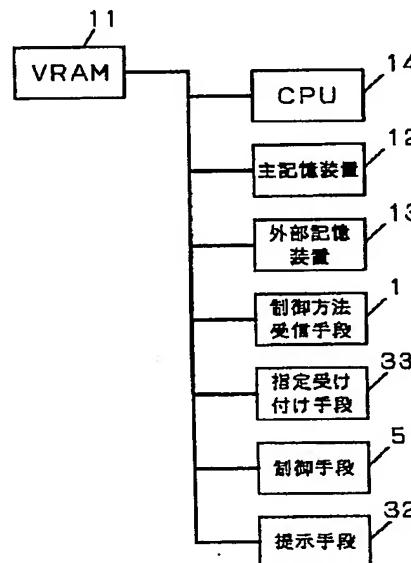 11
VRAM
14
CPU
12
主記憶装置
13
外部記憶
装置
1
制御方法
受信手段
33
指定受け
付け手段
5
制御手段
32
提示手段